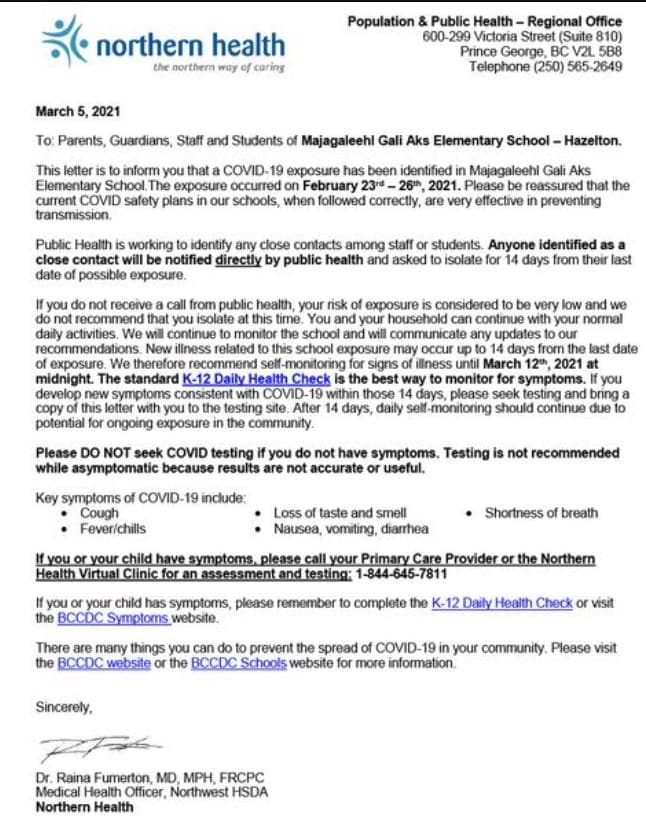 northern health
the northern way of caring
Population & Public Health – Regional Office
600-299 Victoria Street (Suite 810)
Prince George, BC V2L 5B8
Telephone (250) 565-2649
March 5, 2021
To: Parents, Guardians, Staff and Students of Majagaleehl Gali Aks Elementary School – Hazelton.
This letter is to inform you that a COVID-19 exposure has been identified in Majagaleehl Gali Aks
Elementary School.The exposure occurred on February 23rd – 26th, 2021. Please be reassured that the
current COVID safety plans in our schools, when followed correctly, are very effective in preventing
transmission.
Public Health is working to identify any close contacts among staff or students. Anyone identified as a
close contact will be notified directly by public health and asked to isolate for 14 days from their last
date of possible exposure.
If you do not receive a call from public health, your risk of exposure is considered to be very low and we
do not recommend that you isolate at this time. You and your household can continue with your normal
daily activities. We will continue to monitor the school and will communicate any updates to our
recommendations. New illness related to this school exposure may occur up to 14 days from the last date
of exposure. We therefore recommend self-monitoring for signs of illness until March 12th, 2021 at
midnight. The standard K-12 Daily Health Check is the best way to monitor for symptoms. If you
develop new symptoms consistent with COVID-19 within those 14 days, please seek testing and bring a
copy of this letter with you to the testing site. After 14 days, daily self-monitoring should continue due to
potential for ongoing exposure in the community.
Please DO NOT seek COVID testing if you do not have symptoms. Testing is not recommended
while asymptomatic because results are not accurate or useful.
Key symptoms of COVID-19 include:
• Cough • Loss of taste and smell • Shortness of breath
• Fever/chills • Nausea, vomiting, diarrhea
If you or your child have symptoms, please call your Primary Care Provider or the Northern
Health Virtual Clinic for an assessment and testing: 1-844-645-7811
If you or your child has symptoms, please remember to complete the K-12 Daily Health Check or visit
the BCCDC Symptoms website.
There are many things you can do to prevent the spread of COVID-19 in your community. Please visit
the BCCDC website or the BCCDC Schools website for more information.
Sincerely,
Dr. Raina Fumerton, MD, MPH, FRCPC
Medical Health Officer, Northwest HSDA
Northern Health